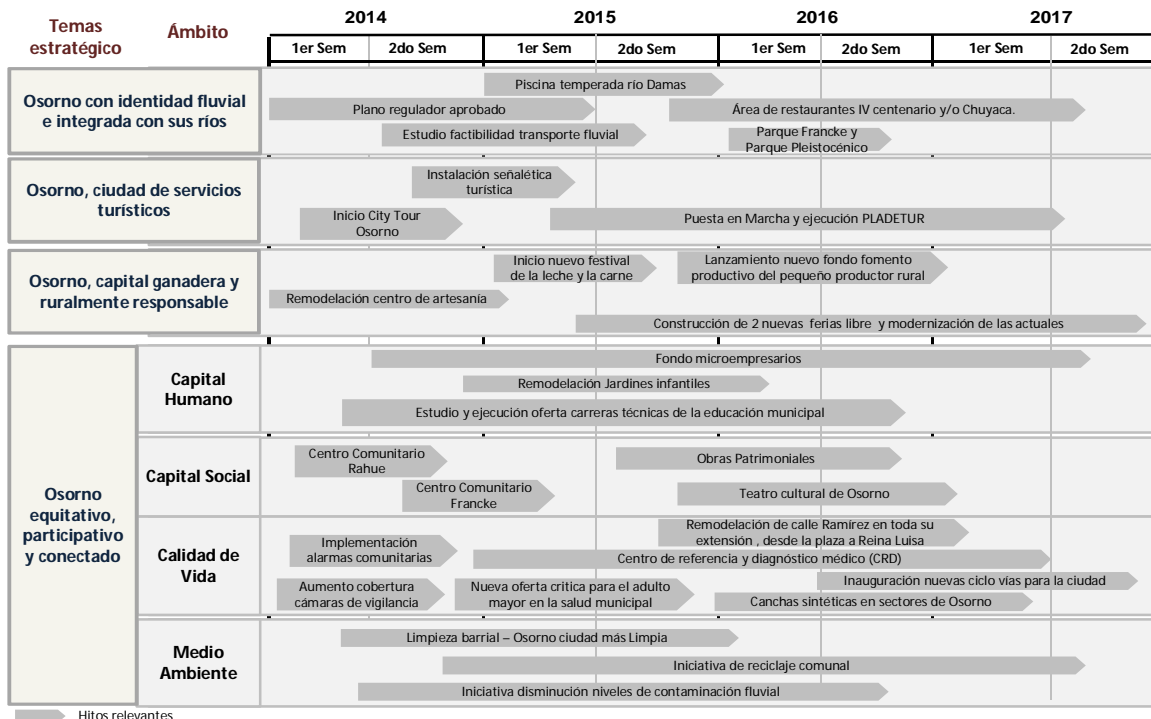 Temas
estratégico
Ámbito
2014
2015
2016
2017
1er Sem
2do Sem
1er Sem
2do Sem
1er Sem
2do Sem
1er Sem
2do Sem
Osorno con identidad fluvial
e integrada con sus ríos
Piscina temperada río Damas
Plano regulador aprobado
Área de restaurantes IV centenario y/o Chuyaca.
Estudio factibilidad transporte fluvial
Parque Francke y
Parque Pleistocénico
Osorno, ciudad de servicios
turísticos
Instalación señalética
turística
Inicio City Tour
Osorno
Puesta en Marcha y ejecución PLADETUR
Osorno, capital ganadera y
ruralmente responsable
Inicio nuevo festival
de la leche y la carne
Lanzamiento nuevo fondo fomento
productivo del pequeño productor rural
Remodelación centro de artesanía
Construcción de 2 nuevas ferias libre y modernización de las actuales
Osorno
equitativo,
participativo
y conectado
Capital
Humano
Fondo microempresarios
Remodelación Jardines infantiles
Estudio y ejecución oferta carreras técnicas de la educación municipal
Capital Social
Centro Comunitario
Rahue
Obras Patrimoniales
Centro Comunitario
Francke
Teatro cultural de Osorno
Calidad de
Vida
Remodelación de calle Ramírez en toda su
extensión , desde la plaza a Reina Luisa
Implementación
alarmas comunitarias
Centro de referencia y diagnóstico médico (CRD)
Inauguración nuevas ciclo vías para la ciudad
Aumento cobertura
cámaras de vigilancia
Nueva oferta critica para el adulto
mayor en la salud municipal
Canchas sintéticas en sectores de Osorno
Medio
Ambiente
Limpieza barrial – Osorno ciudad más Limpia
Iniciativa de reciclaje comunal
Iniciativa disminución niveles de contaminación fluvial
Hitos relevantes